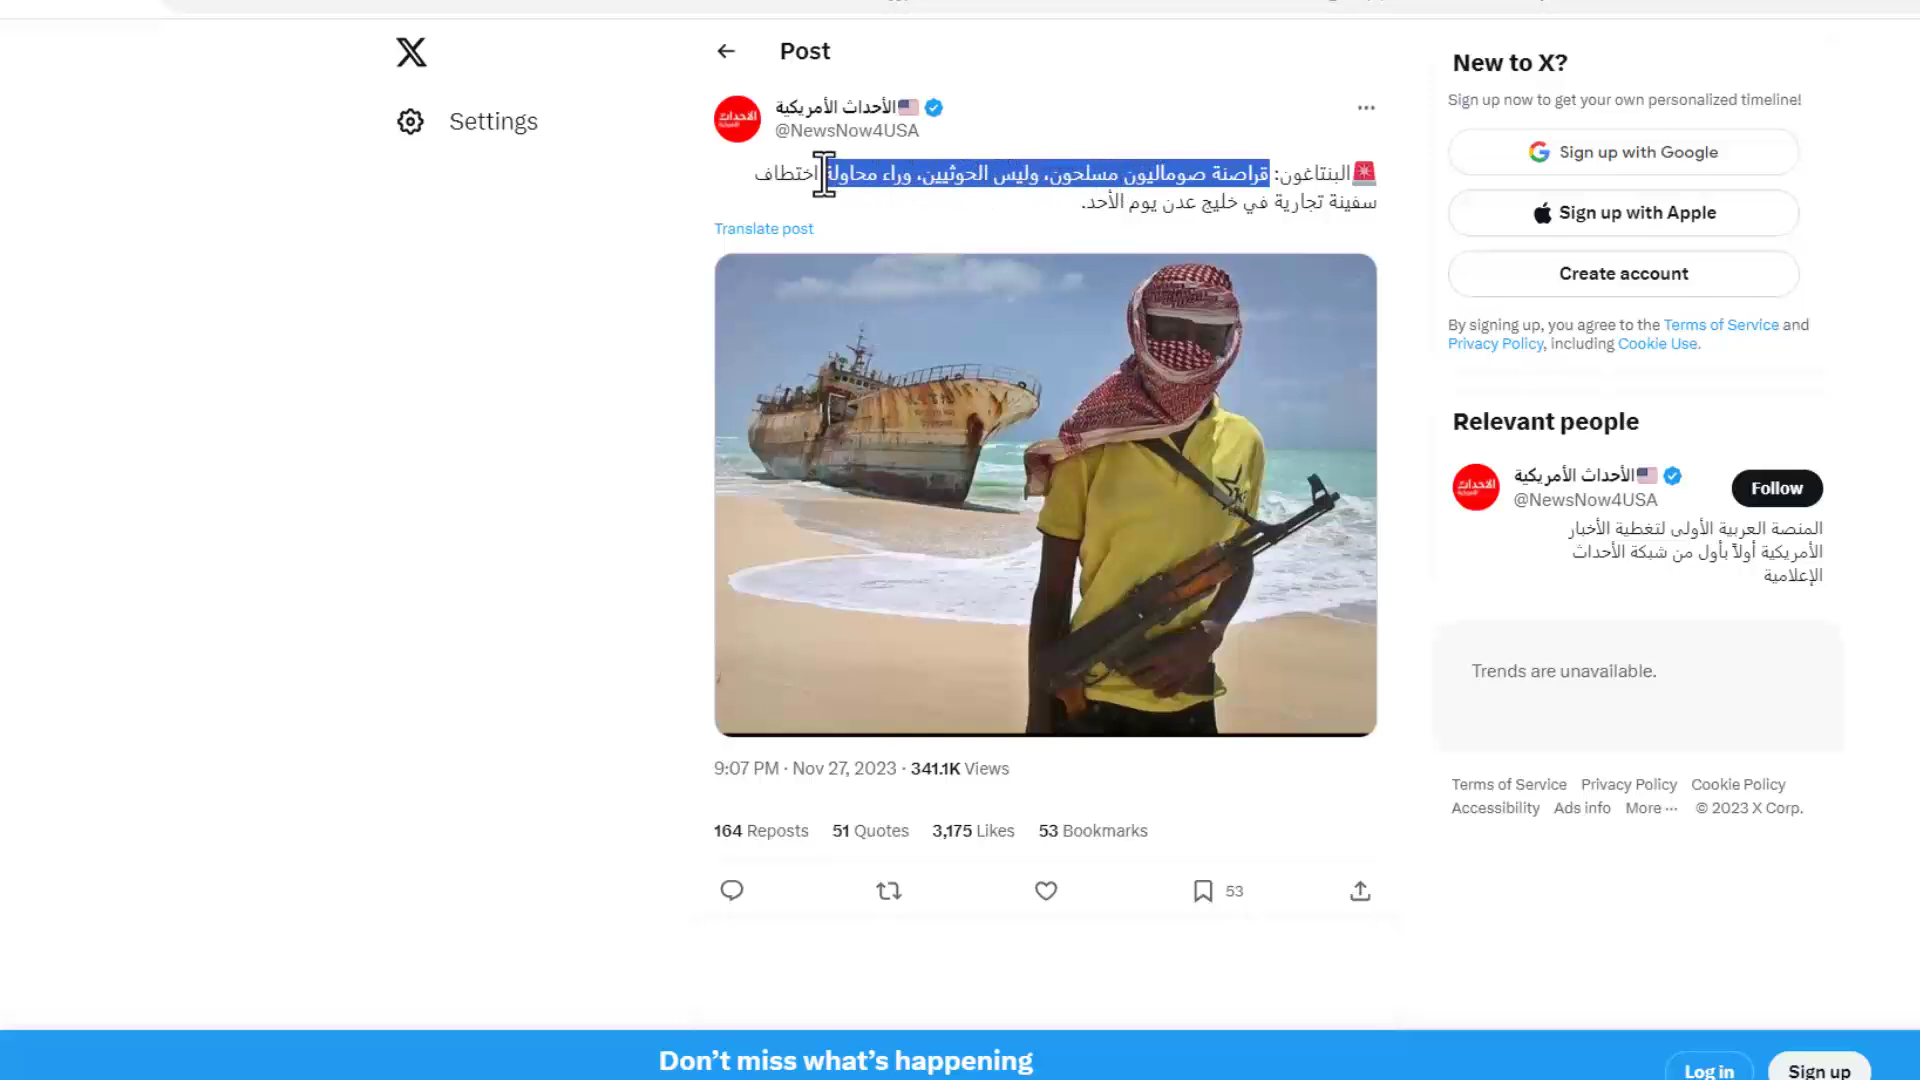 Post
Settings
الأحداث الأمريكية
@NewsNow4USA
البنتاغون: قراصنة صوماليون مسلحون، وليس الحوثيين، وراء محاولة اختطاف
سفينة تجارية في خليج عدن يوم الأحد.
Translate post
9:07 PM · Nov 27, 2023 · 341.1K Views
164 Reposts 51 Quotes 3,175 Likes 53 Bookmarks
53
New to X?
Sign up now to get your own personalized timeline!
Sign up with Google
Sign up with Apple
Create account
By signing up, you agree to the Terms of Service and
Privacy Policy, including Cookie Use.
Relevant people
الأحداث الأمريكية
@NewsNow4USA
Follow
المنصة العربية الأولى لتغطية الأخبار
الأمريكية أولاً بأول من شبكة الأحداث
الإعلامية
Trends are unavailable.
Terms of Service Privacy Policy Cookie Policy
Accessibility Ads info More ··· © 2023 X Corp.
Don't miss what's happening
Log in
Sign up